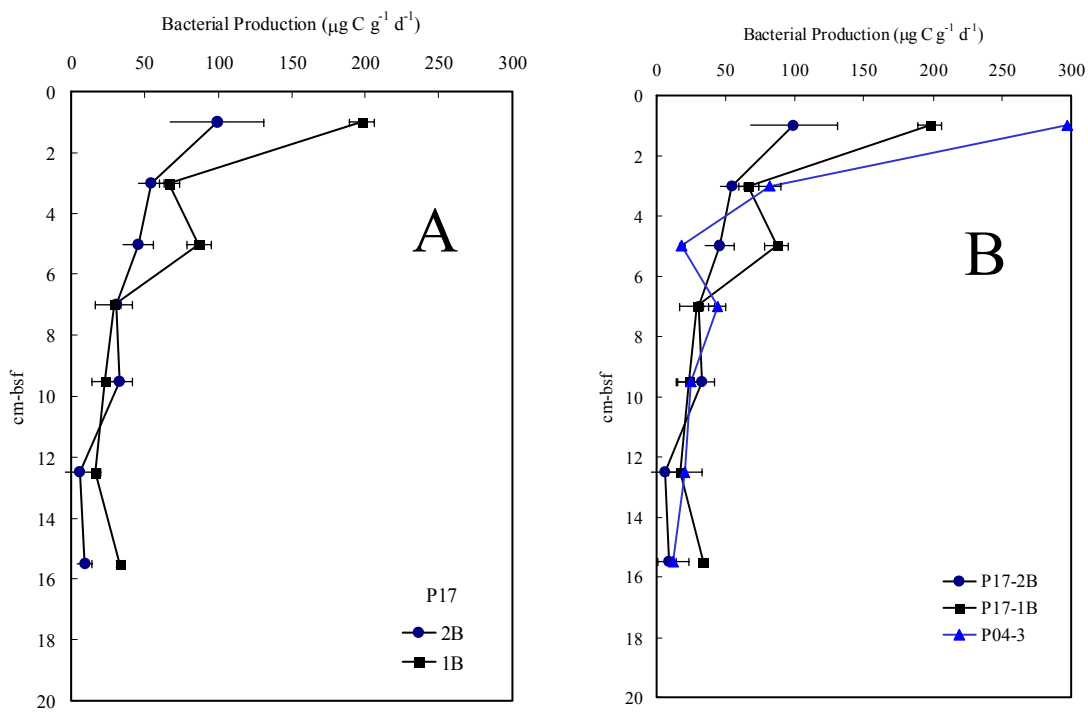 Bacterial Production (µg C g⁻¹ d⁻¹)
0 50 100 150 200 250 300
0
2
4
6
8
10
12
14
16
18
20
cm-bsf
A
P17
2B
1B
Bacterial Production (µg C g⁻¹ d⁻¹)
0 50 100 150 200 250 300
0
2
4
6
8
10
12
14
16
18
20
cm-bsf
B
P17-2B
P17-1B
P04-3